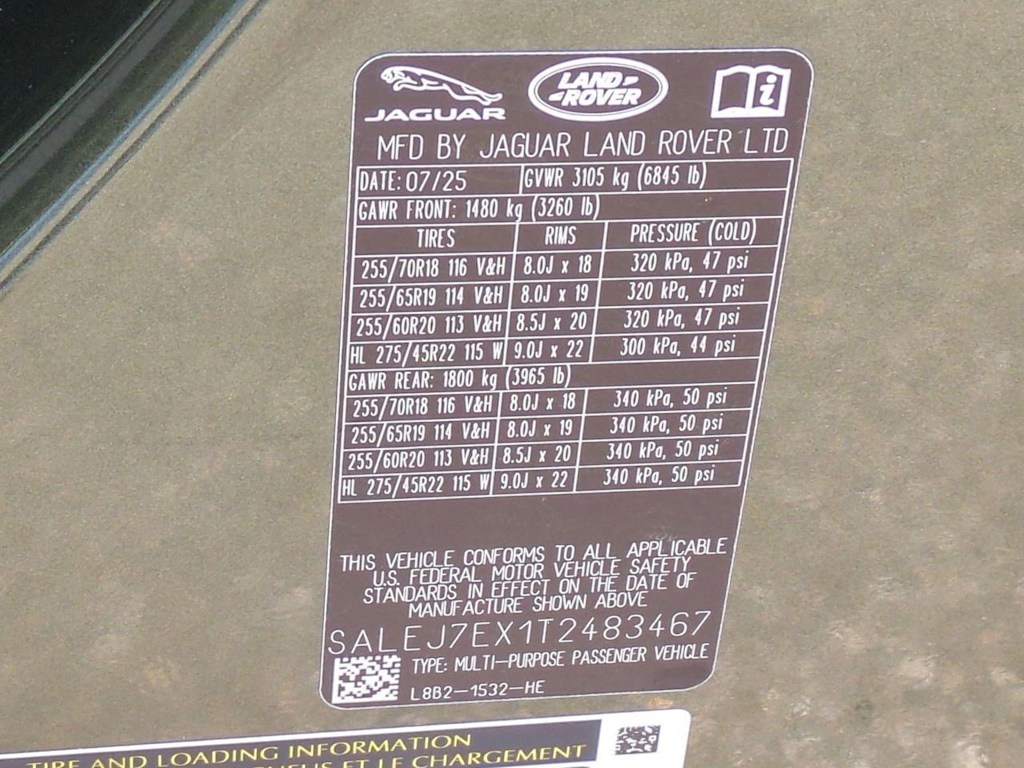 JAGUAR LAND ROVER i
MFD BY JAGUAR LAND ROVER LTD
DATE: 07/25 GVWR 3105 kg (6845 lb)
GAWR FRONT: 1480 kg (3260 lb)
TIRES RIMS PRESSURE (COLD)
255/70R18 116 V&H 8.0J x 18 320 kPa, 47 psi
255/65R19 114 V&H 8.0J x 19 320 kPa, 47 psi
255/60R20 113 V&H 8.5J x 20 320 kPa, 47 psi
HL 275/45R22 115 W 9.0J x 22 300 kPa, 44 psi
GAWR REAR: 1800 kg (3965 lb)
255/70R18 116 V&H 8.0J x 18 340 kPa, 50 psi
255/65R19 114 V&H 8.0J x 19 340 kPa, 50 psi
255/60R20 113 V&H 8.5J x 20 340 kPa, 50 psi
HL 275/45R22 115 W 9.0J x 22 340 kPa, 50 psi
THIS VEHICLE CONFORMS TO ALL APPLICABLE
U.S. FEDERAL MOTOR VEHICLE SAFETY
STANDARDS IN EFFECT ON THE DATE OF
MANUFACTURE SHOWN ABOVE
SALEJ7EX1T2483467
TYPE: MULTI-PURPOSE PASSENGER VEHICLE
L8B2-1532-HE
TIRE AND LOADING INFORMATION
ET LE CHARGEMENT